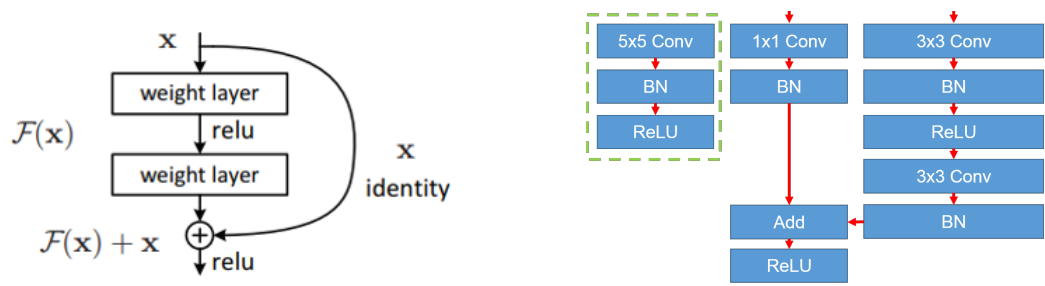 x
weight layer
F(x)
relu
weight layer
x
identity
F(x) + x
+
relu
5x5 Conv
BN
ReLU
1x1 Conv
BN
Add
ReLU
3x3 Conv
BN
ReLU
3x3 Conv
BN